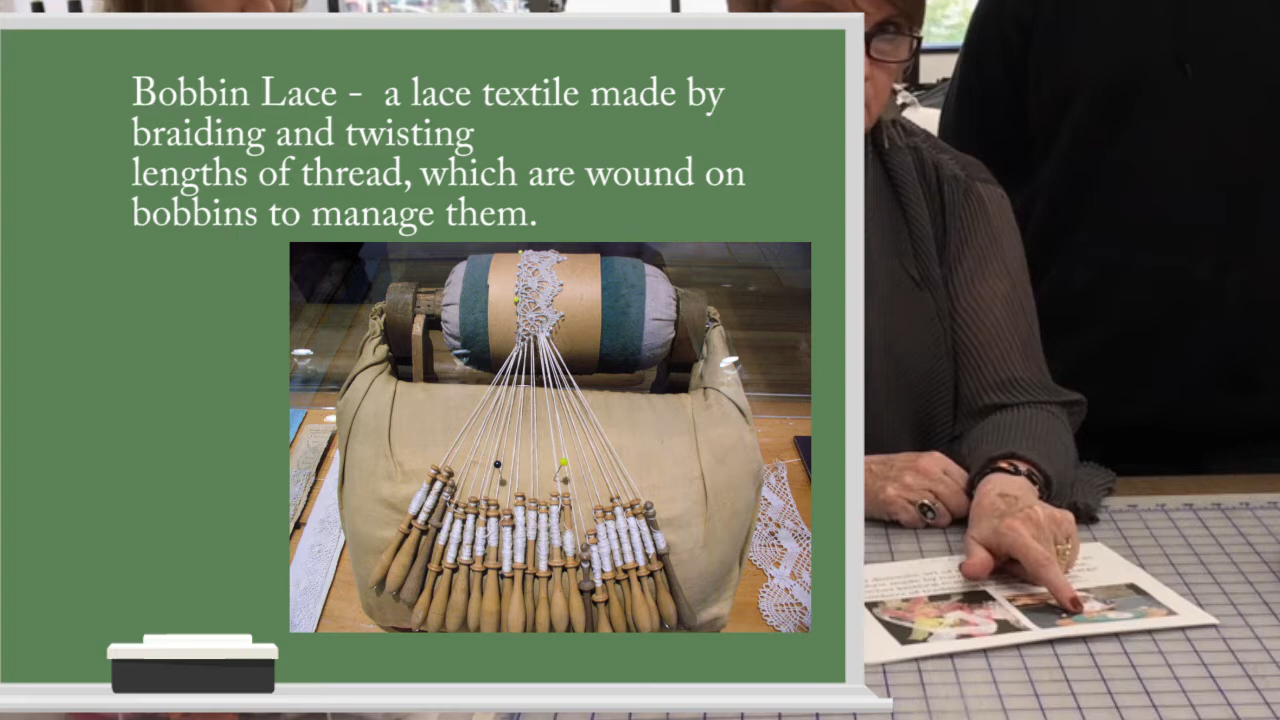 Bobbin Lace - a lace textile made by
braiding and twisting
lengths of thread, which are wound on
bobbins to manage them.